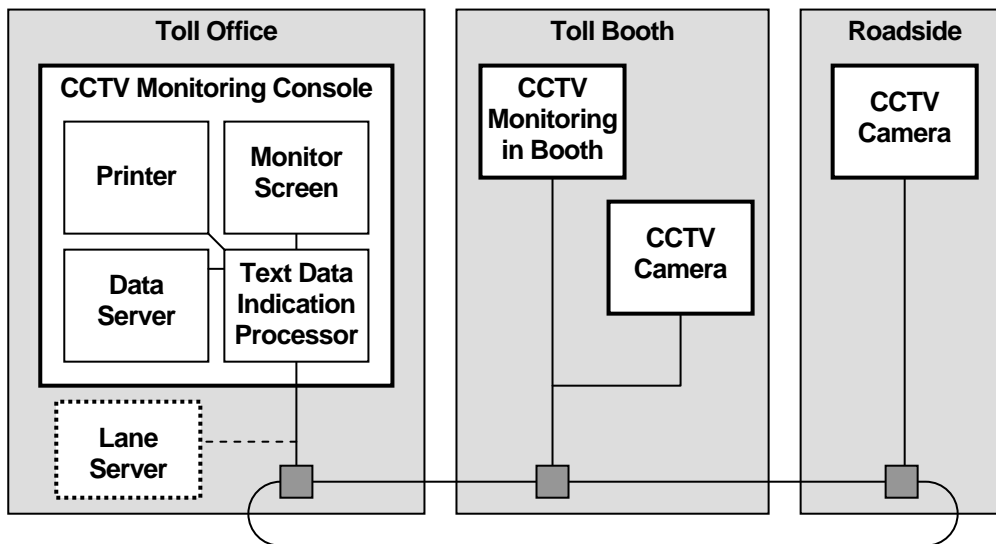 Toll Office
CCTV Monitoring Console
Printer
Monitor
Screen
Data
Server
Text Data
Indication
Processor
Lane
Server
Toll Booth
CCTV
Monitoring
in Booth
CCTV
Camera
Roadside
CCTV
Camera